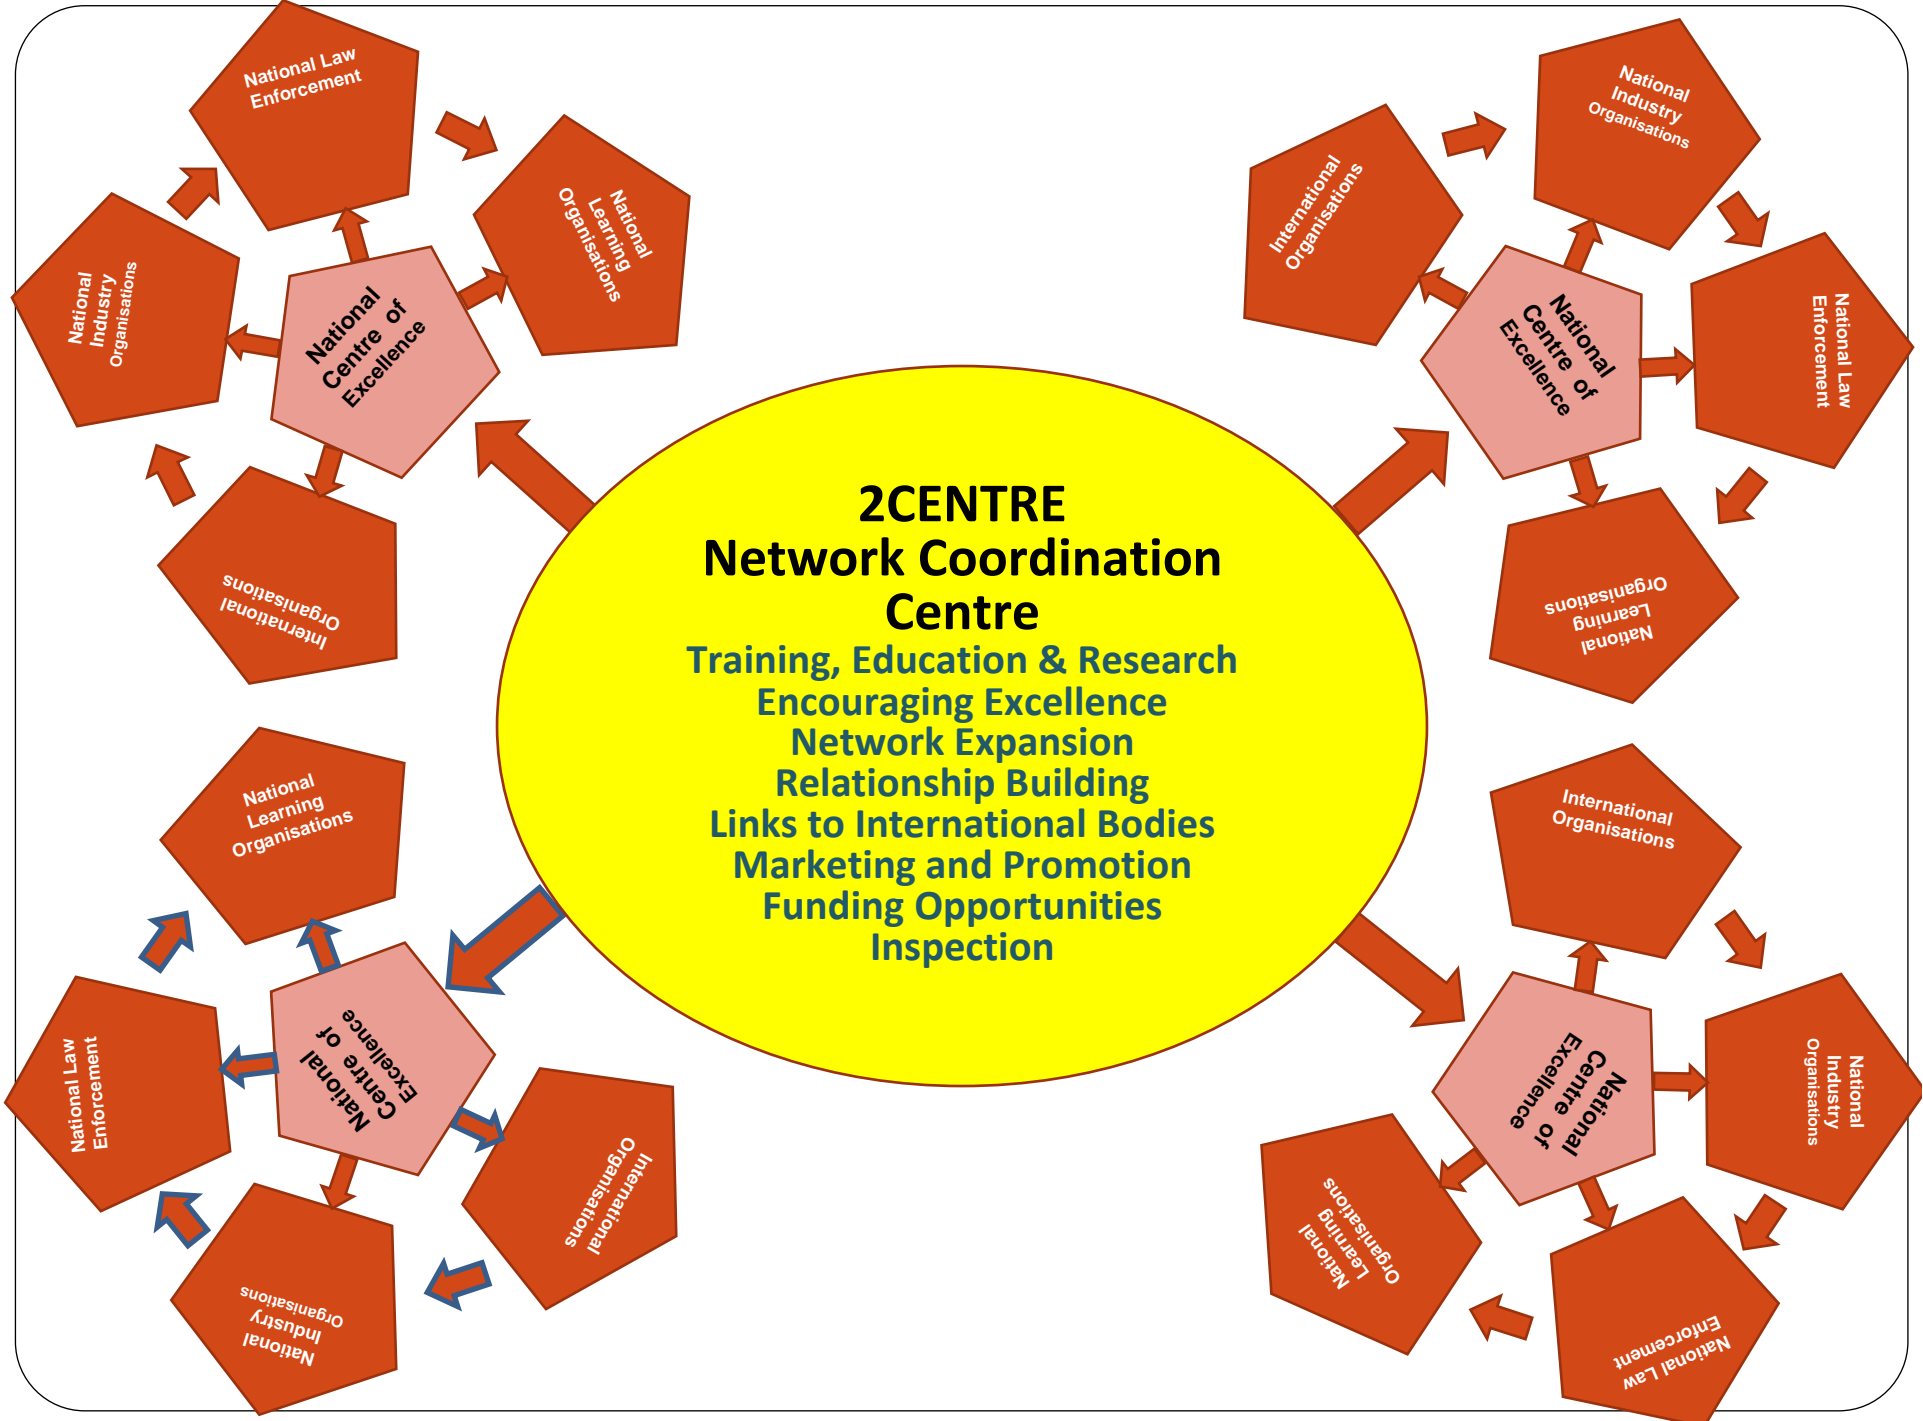 National Law
Enforcement
National
Learning
Organisations
National
Industry
Organisations
National
Centre of
Excellence
International
Organisations
National
Industry
Organisations
International
Organisations
National Law
Enforcement
National
Centre of
Excellence
National
Learning
Organisations
2CENTRE
Network Coordination
Centre
Training, Education & Research
Encouraging Excellence
Network Expansion
Relationship Building
Links to International Bodies
Marketing and Promotion
Funding Opportunities
Inspection
National
Learning
Organisations
National Law
Enforcement
National
Centre of
Excellence
International
Organisations
National
Industry
Organisations
International
Organisations
National
Industry
Organisations
National
Centre of
Excellence
National
Learning
Organisations
National Law
Enforcement